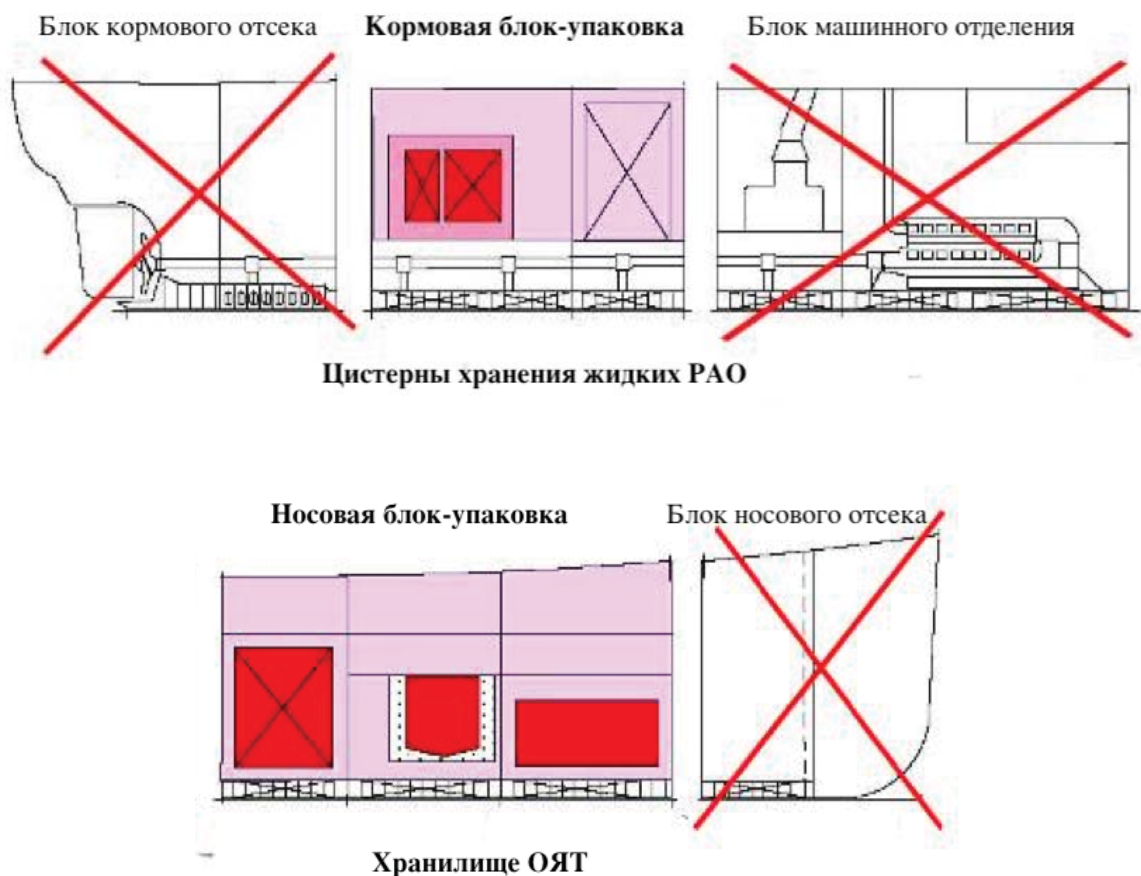 Блок кормового отсека
Кормовая блок-упаковка
Блок машинного отделения
Цистерны хранения жидких РАО
Носовая блок-упаковка
Блок носового отсека
Хранилище ОЯТ